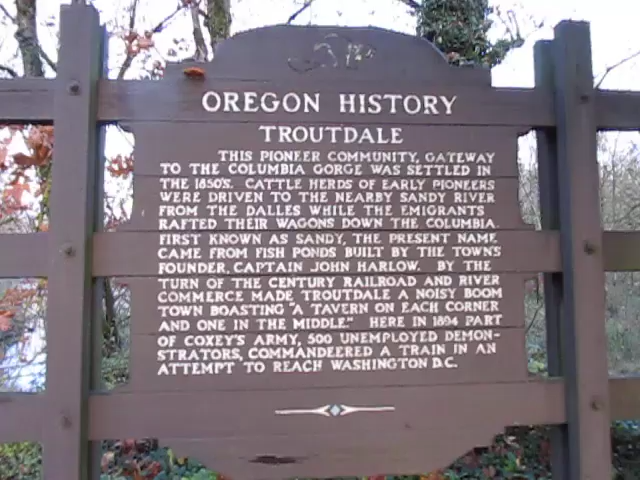 OREGON HISTORY
TROUTDALE
THIS PIONEER COMMUNITY, GATEWAY
TO THE COLUMBIA GORGE WAS SETTLED IN
THE 1850'S. CATTLE HERDS OF EARLY PIONEERS
WERE DRIVEN TO THE NEARBY SANDY RIVER
FROM THE DALLES WHILE THE EMIGRANTS
RAFTED THEIR WAGONS DOWN THE COLUMBIA.
FIRST KNOWN AS SANDY, THE PRESENT NAME
CAME FROM FISH PONDS BUILT BY THE TOWN'S
FOUNDER, CAPTAIN JOHN HARLOW. BY THE
TURN OF THE CENTURY RAILROAD AND RIVER
COMMERCE MADE TROUTDALE A NOISY BOOM
TOWN BOASTING "A TAVERN ON EACH CORNER
AND ONE IN THE MIDDLE." HERE IN 1894 PART
OF COXEY'S ARMY, 500 UNEMPLOYED DEMON-
STRATORS, COMMANDEERED A TRAIN IN AN
ATTEMPT TO REACH WASHINGTON D.C.